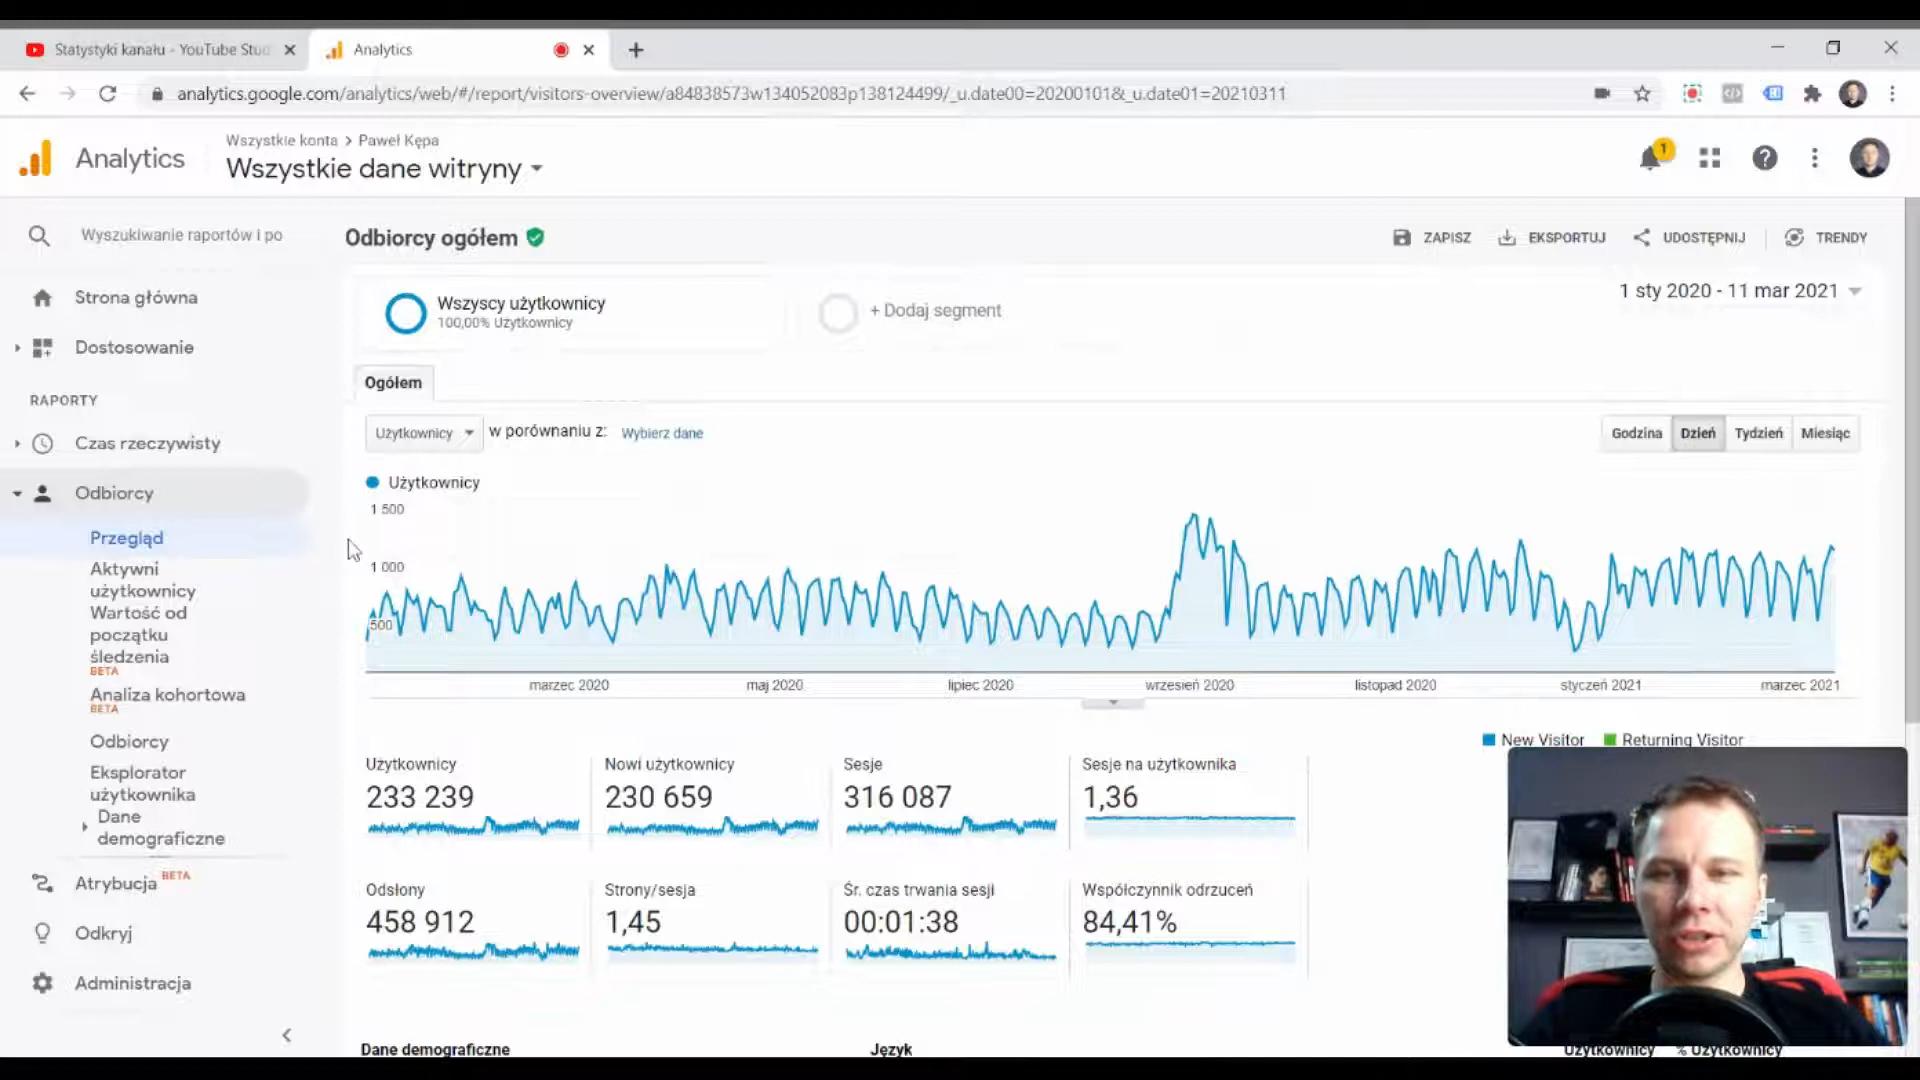 Statystyki kanału - YouTube Stud
Analytics
analytics.google.com/analytics/web/#/report/visitors-overview/a84838573w134052083p138124499/_u.date00=20200101&_u.date01=20210311
Analytics
Wszystkie konta > Paweł Kępa
Wszystkie dane witryny
1
Wyszukiwanie raportów i po
Strona główna
Dostosowanie
RAPORTY
Czas rzeczywisty
Odbiorcy
Przegląd
Aktywni
użytkownicy
Wartość od
początku
śledzenia
BETA
Analiza kohortowa
BETA
Odbiorcy
Eksplorator
użytkownika
Dane
demograficzne
Atrybucja BETA
Odkryj
Administracja
Odbiorcy ogółem
ZAPISZ
EKSPORTUJ
UDOSTĘPNIJ
TRENDY
Wszyscy użytkownicy
100,00% Użytkownicy
+ Dodaj segment
1 sty 2020 - 11 mar 2021
Ogółem
Użytkownicy
w porównaniu z:
Wybierz dane
Godzina
Dzień
Tydzień
Miesiąc
Użytkownicy
1 500
1 000
500
marzec 2020
maj 2020
lipiec 2020
wrzesień 2020
listopad 2020
styczeń 2021
marzec 2021
New Visitor
Returning Visitor
Użytkownicy
233 239
Nowi użytkownicy
230 659
Sesje
316 087
Sesje na użytkownika
1,36
Odsłony
458 912
Strony/sesja
1,45
Śr. czas trwania sesji
00:01:38
Współczynnik odrzuceń
84,41%
Dane demograficzne
Język
Użytkownicy
% Użytkownicy